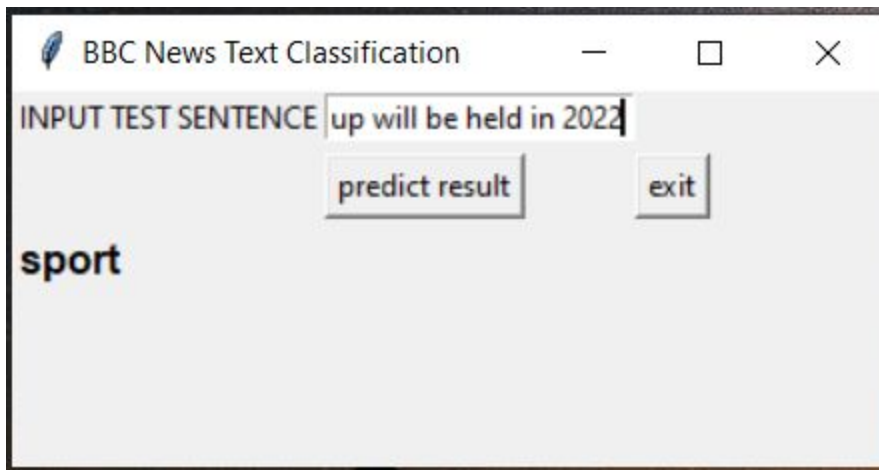 BBC News Text Classification
INPUT TEST SENTENCE up will be held in 2022
predict result exit
sport